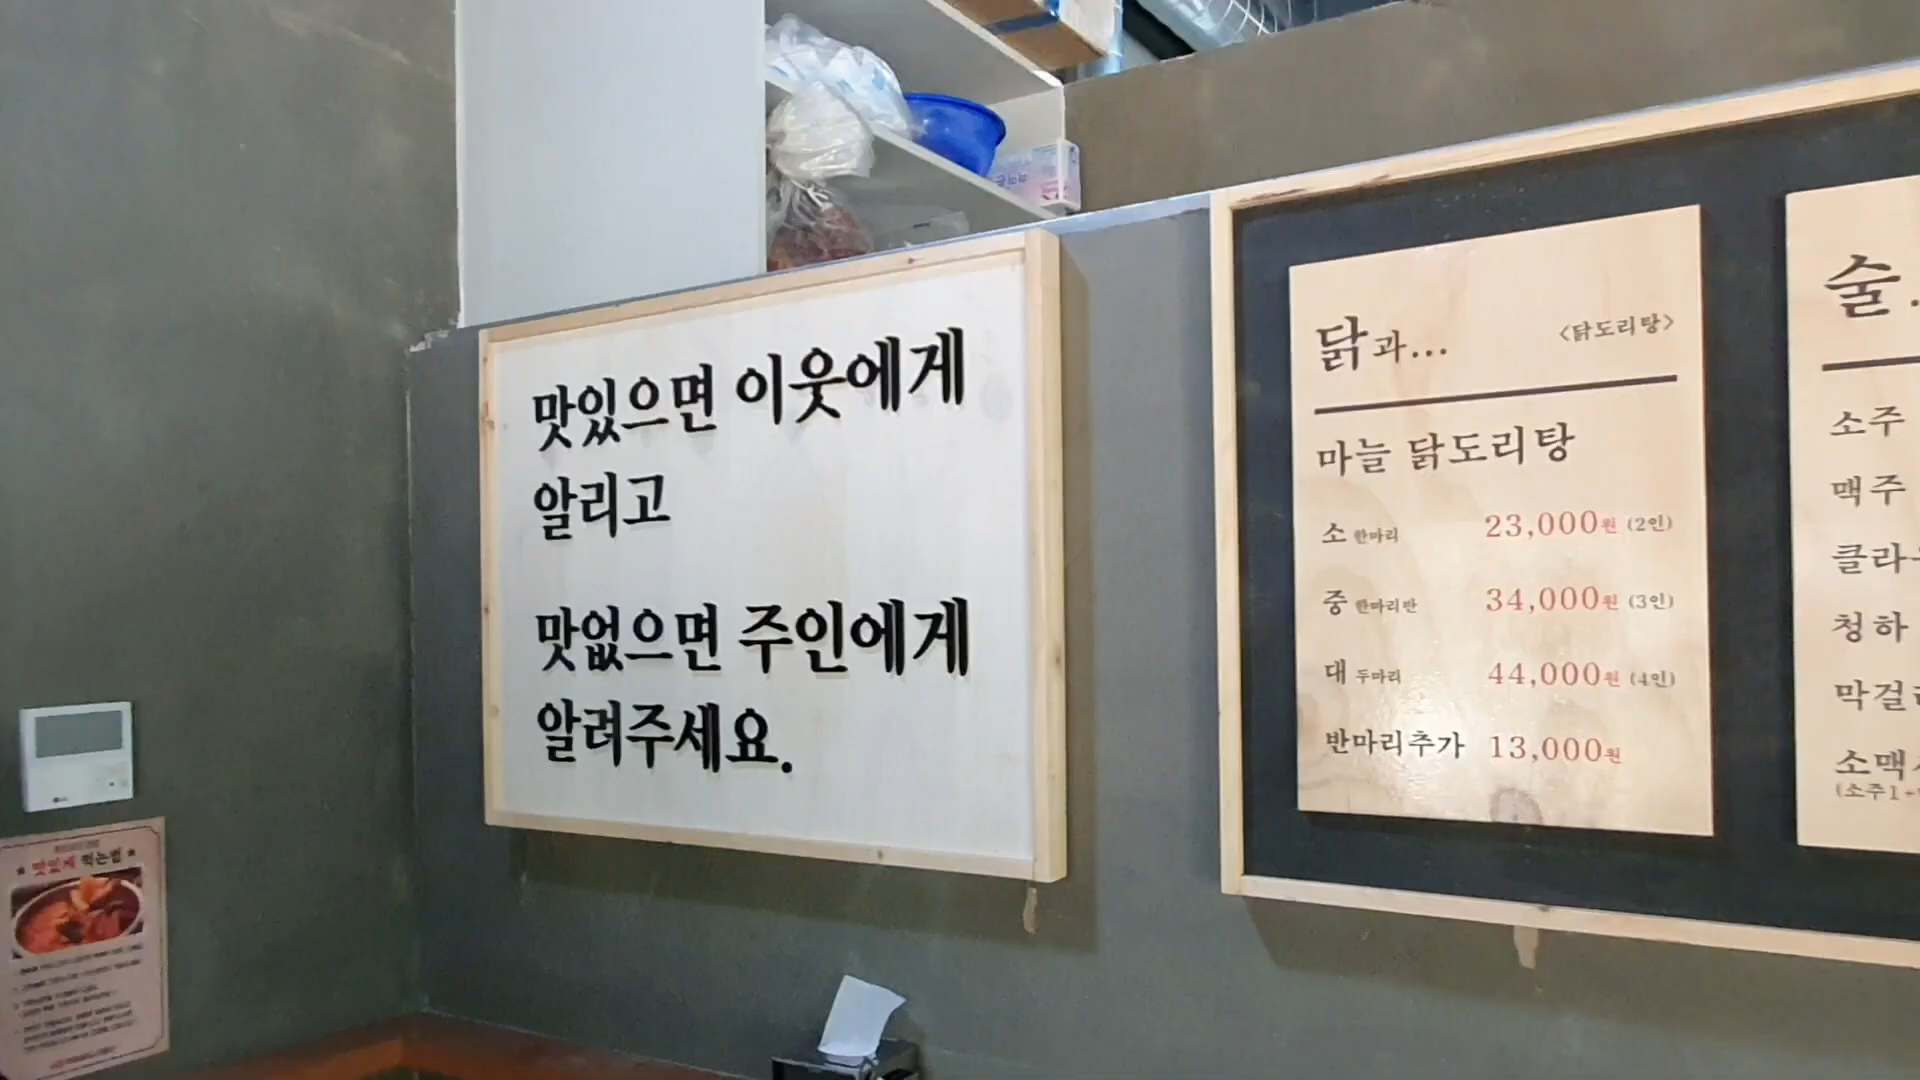 맛있으면 이웃에게
알리고
맛없으면 주인에게
알려주세요.
닭과... <닭도리탕>
마늘 닭도리탕
소 한마리 23,000원 (2인)
중 한마리반 34,000원 (3인)
대 두마리 44,000원 (4인)
반마리추가 13,000원
술.
소주
맥주
클라
청하
막걸리
소맥
(소주1+